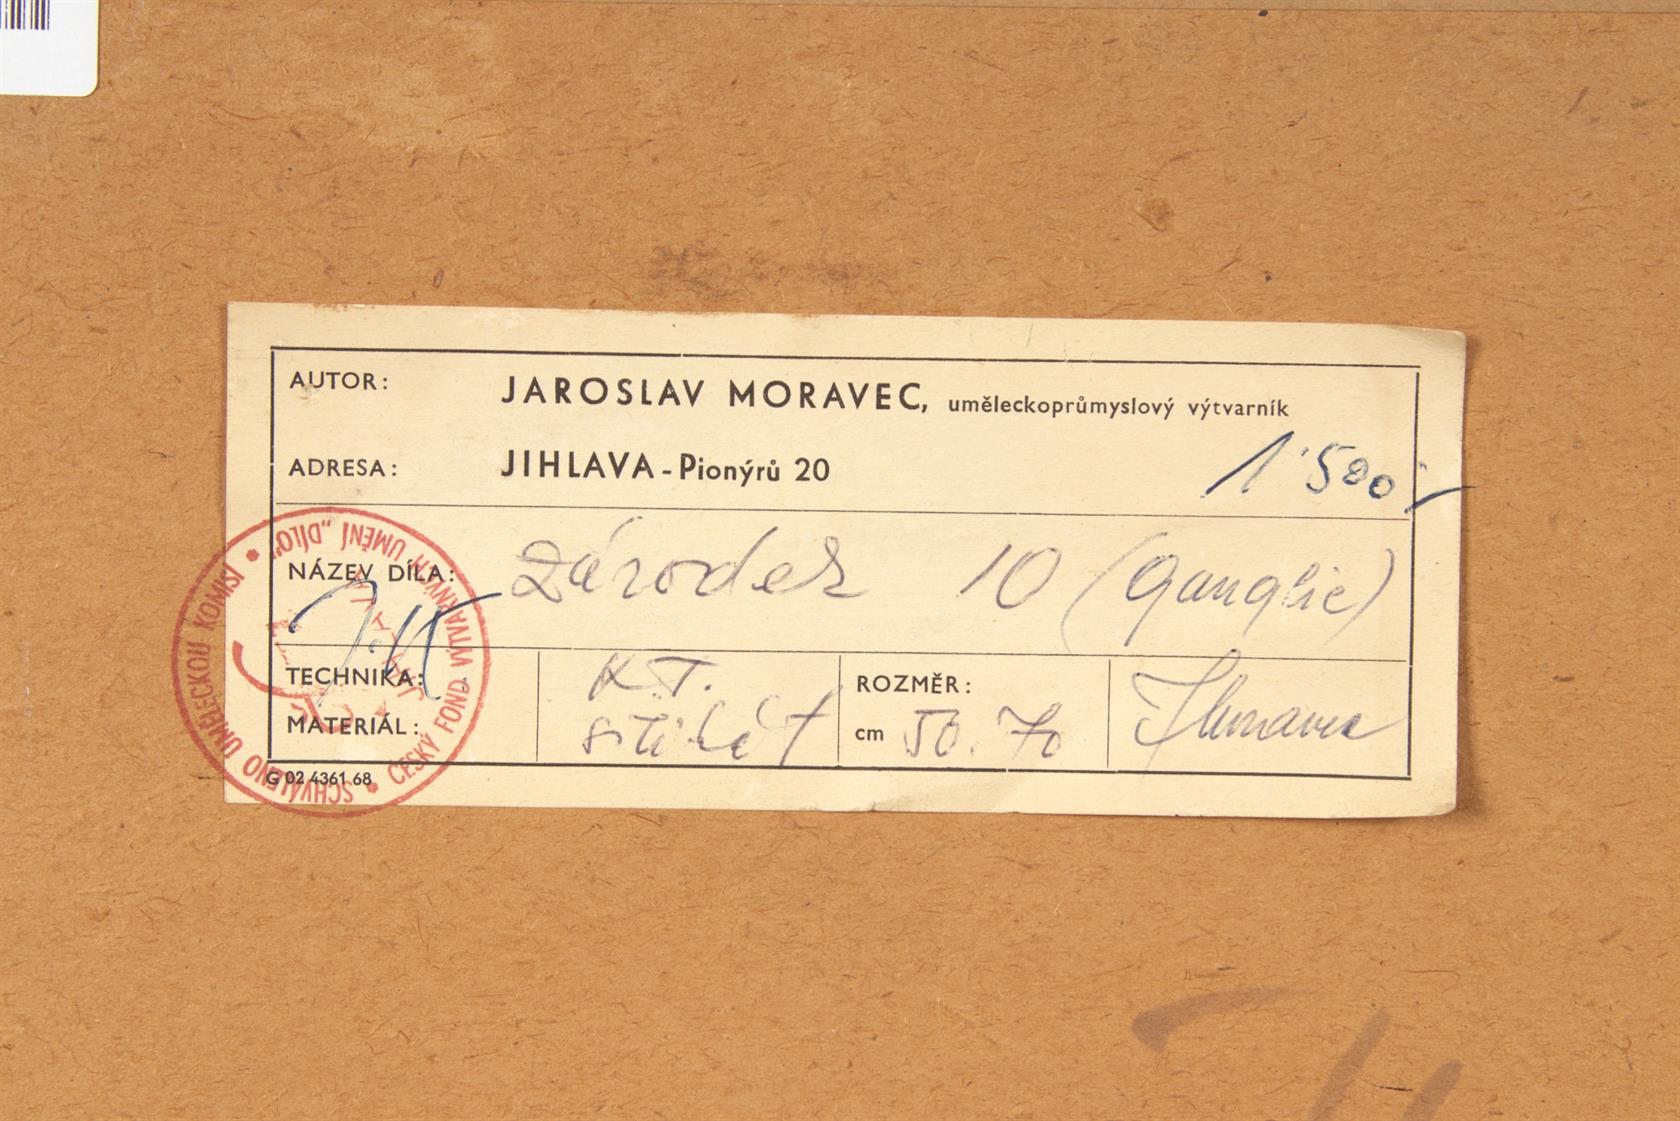 AUTOR: JAROSLAV MORAVEC, uměleckoprůmyslový výtvarník
ADRESA: JIHLAVA - Pionýrů 20
1˙500,-
NÁZEV DÍLA: Zárodek 10 (Ganglie)
TECHNIKA: K.T.
MATERIÁL:
ROZMĚR:
cm 50.70
JMoravec
G 02 4361 68
SCHVÁLENO UMĚLECKOU KOMISÍ • ČESKÝ FOND VÝTVARNÝCH UMĚNÍ „DÍLO“ •